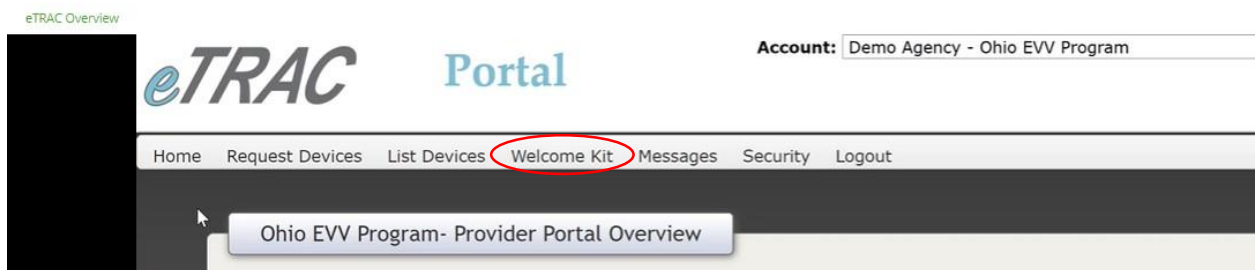 eTRAC Overview
eTRAC Portal
Account: Demo Agency - Ohio EVV Program
Home Request Devices List Devices Welcome Kit Messages Security Logout
Ohio EVV Program- Provider Portal Overview